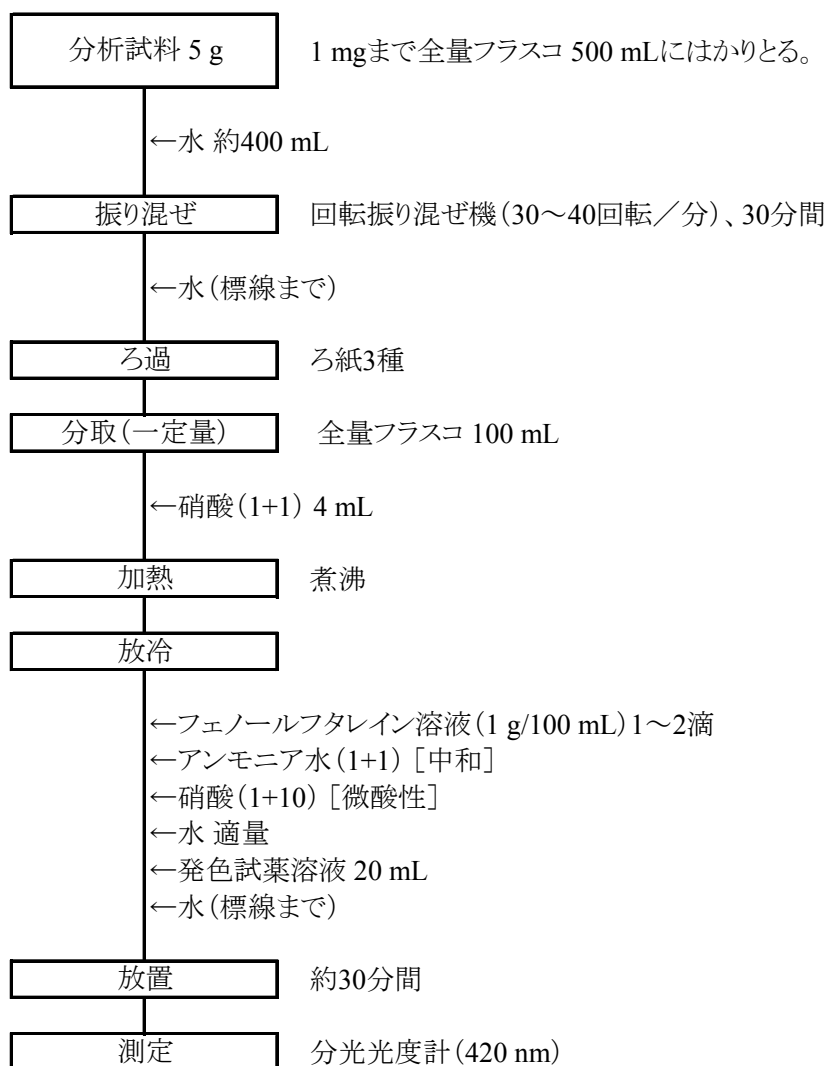 分析試料 5 g 1 mgまで全量フラスコ 500 mLにはかりとる。
←水 約400 mL
振り混ぜ 回転振り混ぜ機(30~40回転/分)、30分間
←水(標線まで)
ろ過 ろ紙3種
分取(一定量) 全量フラスコ 100 mL
←硝酸(1+1) 4 mL
加熱 煮沸
放冷
←フェノールフタレイン溶液(1 g/100 mL)1~2滴
←アンモニア水(1+1) [中和]
←硝酸(1+10) [微酸性]
←水 適量
←発色試薬溶液 20 mL
←水(標線まで)
放置 約30分間
測定 分光光度計(420 nm)